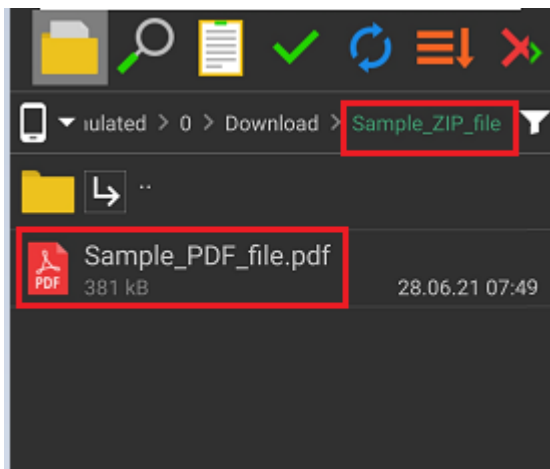 ulated > 0 > Download > Sample_ZIP_file
..
Sample_PDF_file.pdf
PDF 381 kB 28.06.21 07:49